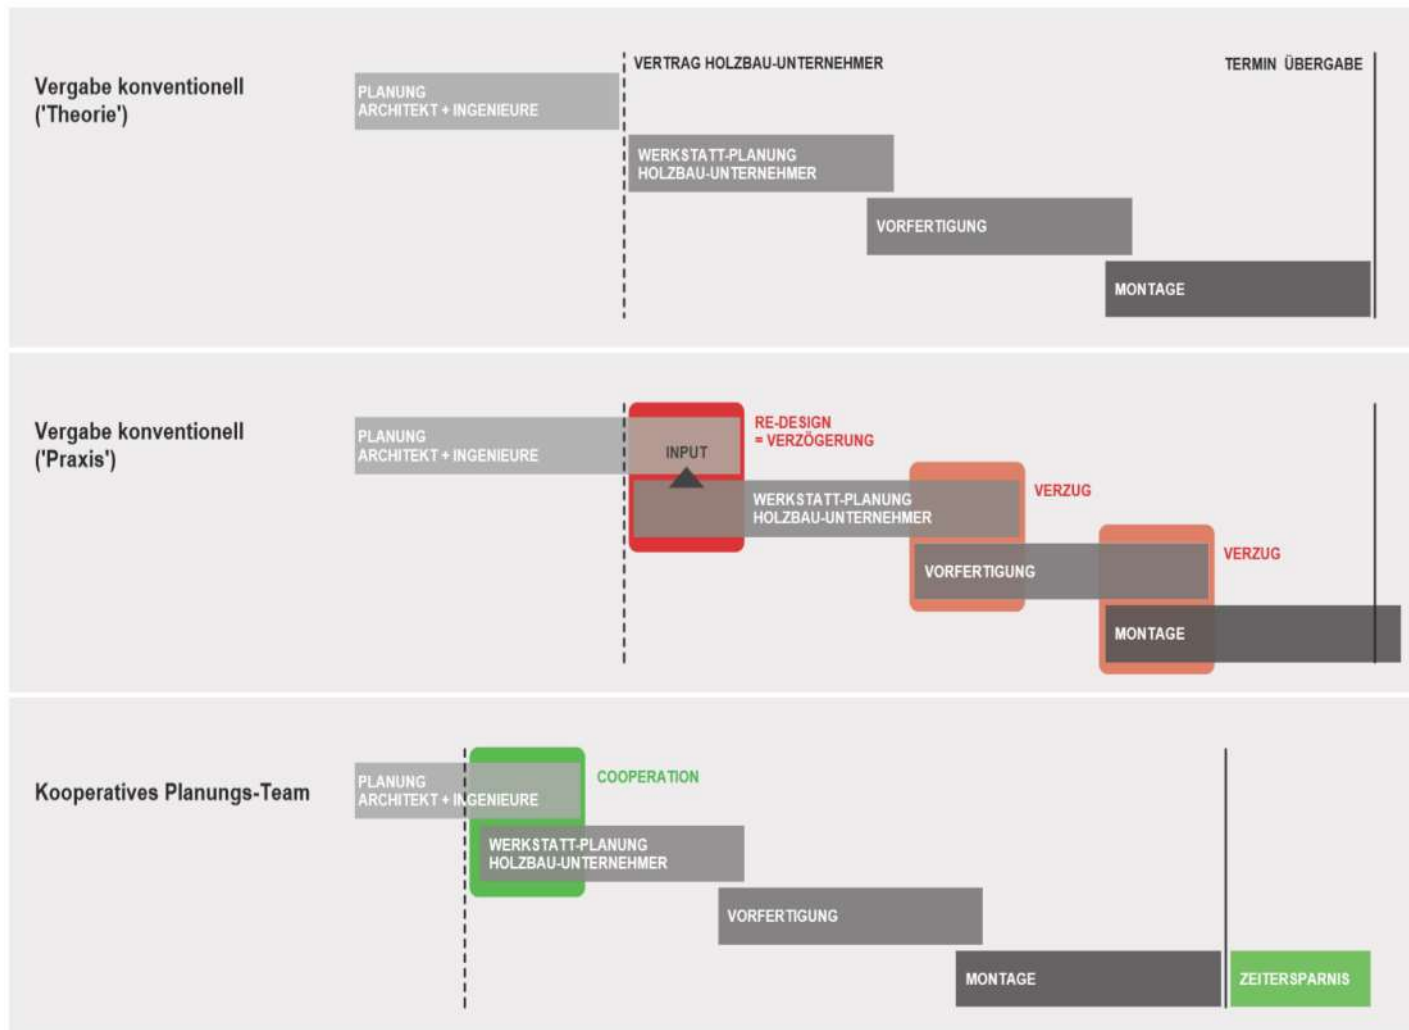 Vergabe konventionell
('Theorie')
PLANUNG
ARCHITEKT + INGENIEURE
VERTRAG HOLZBAU-UNTERNEHMER
TERMIN ÜBERGABE
WERKSTATT-PLANUNG
HOLZBAU-UNTERNEHMER
VORFERTIGUNG
MONTAGE
Vergabe konventionell
('Praxis')
PLANUNG
ARCHITEKT + INGENIEURE
INPUT
RE-DESIGN
= VERZÖGERUNG
WERKSTATT-PLANUNG
HOLZBAU-UNTERNEHMER
VERZUG
VORFERTIGUNG
VERZUG
MONTAGE
Kooperatives Planungs-Team
PLANUNG
ARCHITEKT + INGENIEURE
COOPERATION
WERKSTATT-PLANUNG
HOLZBAU-UNTERNEHMER
VORFERTIGUNG
MONTAGE
ZEITERSPARNIS